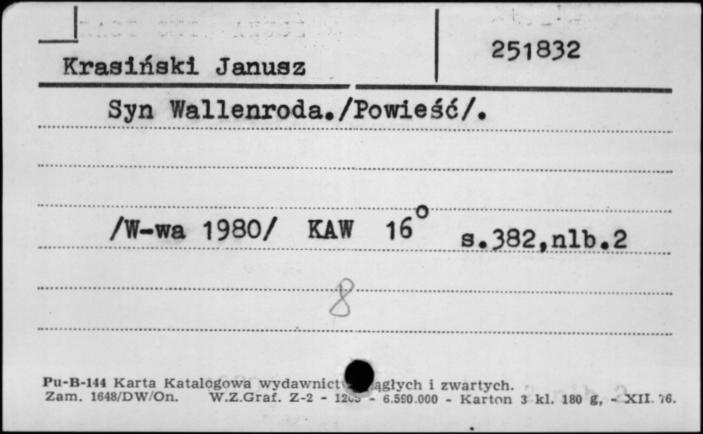 251832
Krasiński Janusz
Syn Wallenroda./Powieść/.
/W-wa 1980/ KAW 16° s.382,nlb.2
8
Pu-B-144 Karta Katalogowa wydawnictw ciągłych i zwartych.
Zam. 1648/DW/On. W.Z.Graf. Z-2 - - 6.590.000 - Karton 3 kl. 180 g, - XII. 76.